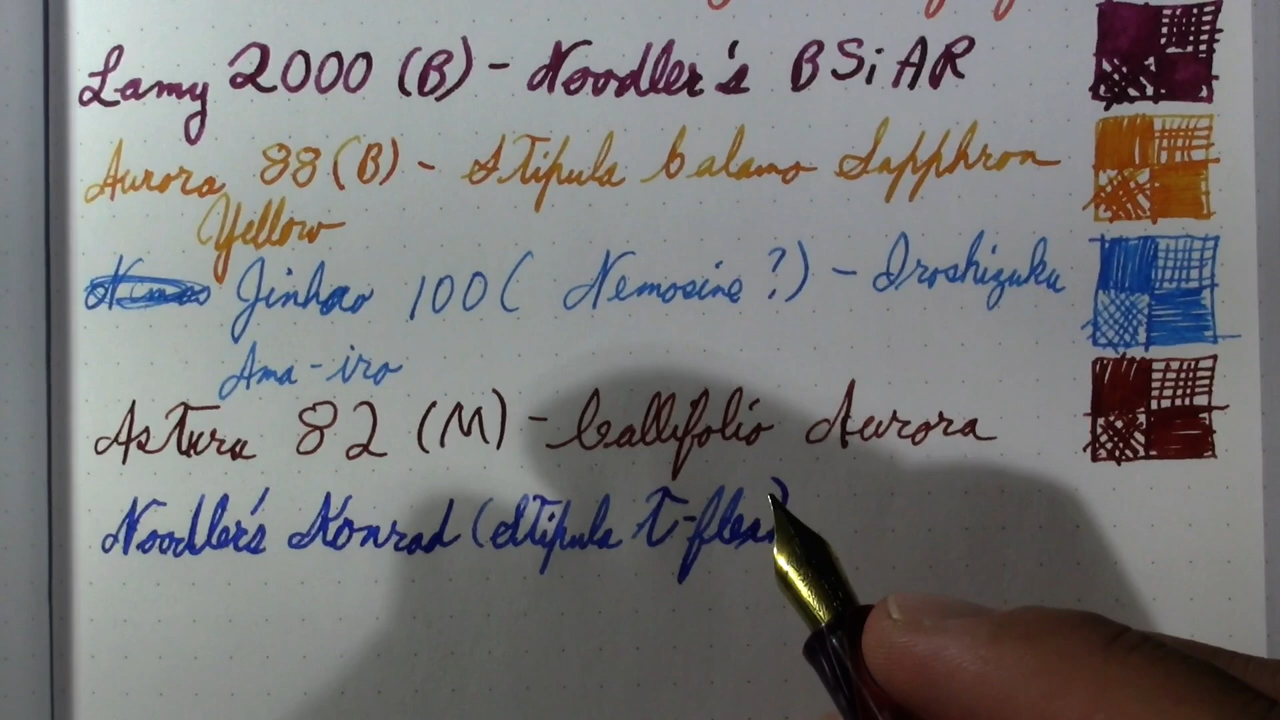 Lamy 2000 (B) - Noodler's BSiAR
Aurora 88 (B) - Stipula Calamo Sapphron
Yellow
Jinhao 100 ( Nemosine ?) - Iroshizuku
Ama-iro
Astura 82 (M) - Callifolio Aurora
Noodler's Konrad (Stipula T-flex)